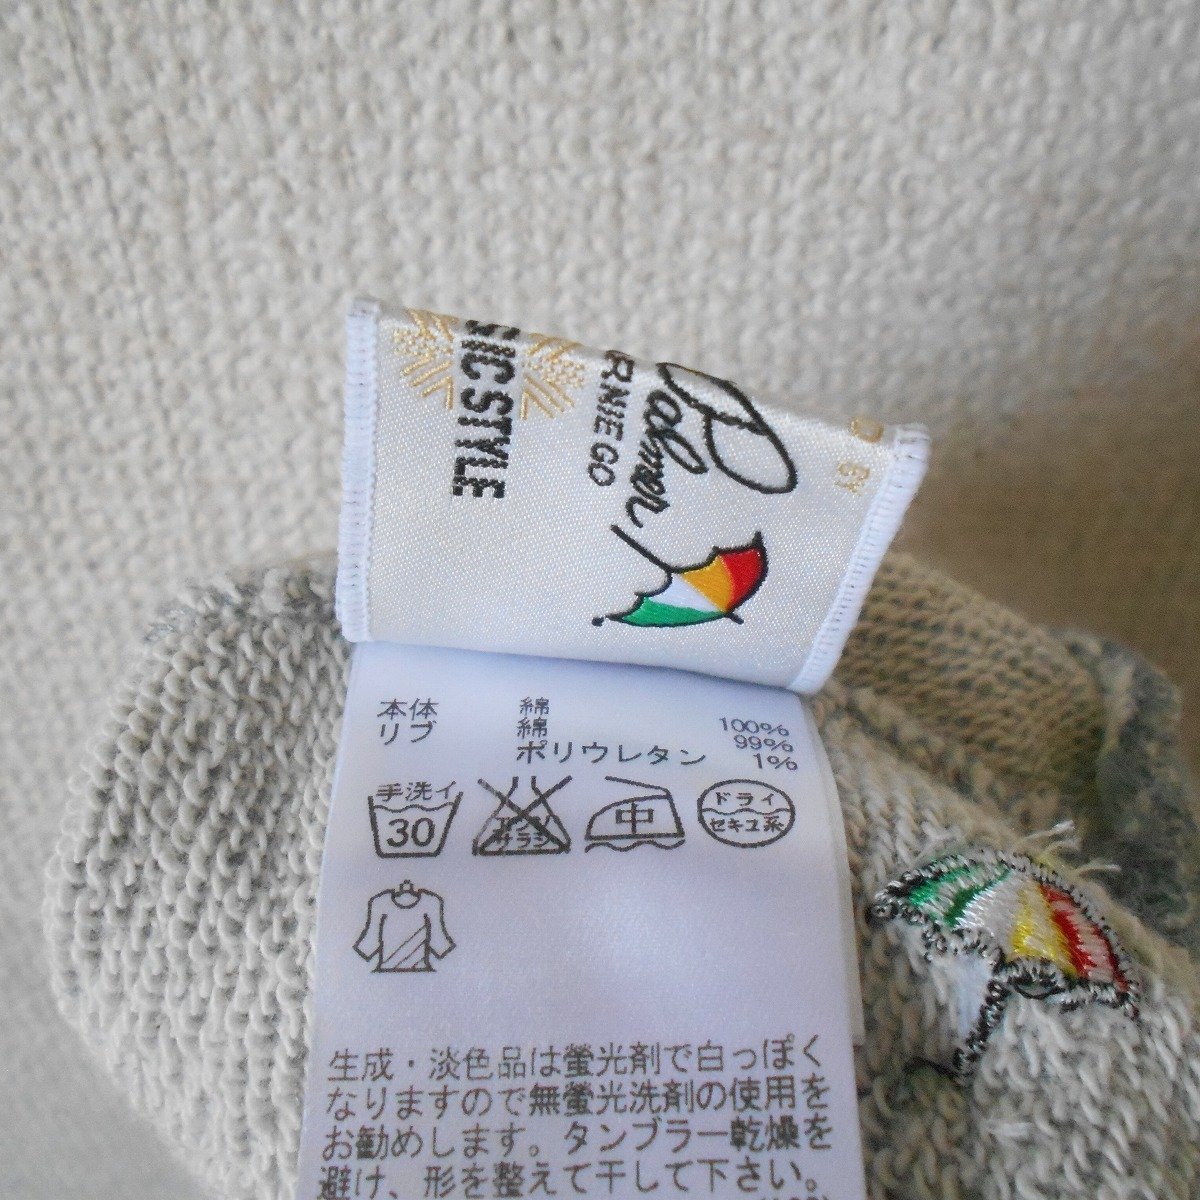 SIC STYLE
RNIE GO
Palmer
BY
本体 綿 100%
リブ 綿 99%
ポリウレタン 1%
手洗イ
30
中
ドライ
セキユ系
生成・淡色品は螢光剤で白っぽく
なりますので無螢光洗剤の使用を
お勧めします。タンブラー乾燥を
避け、形を整えて干して下さい。